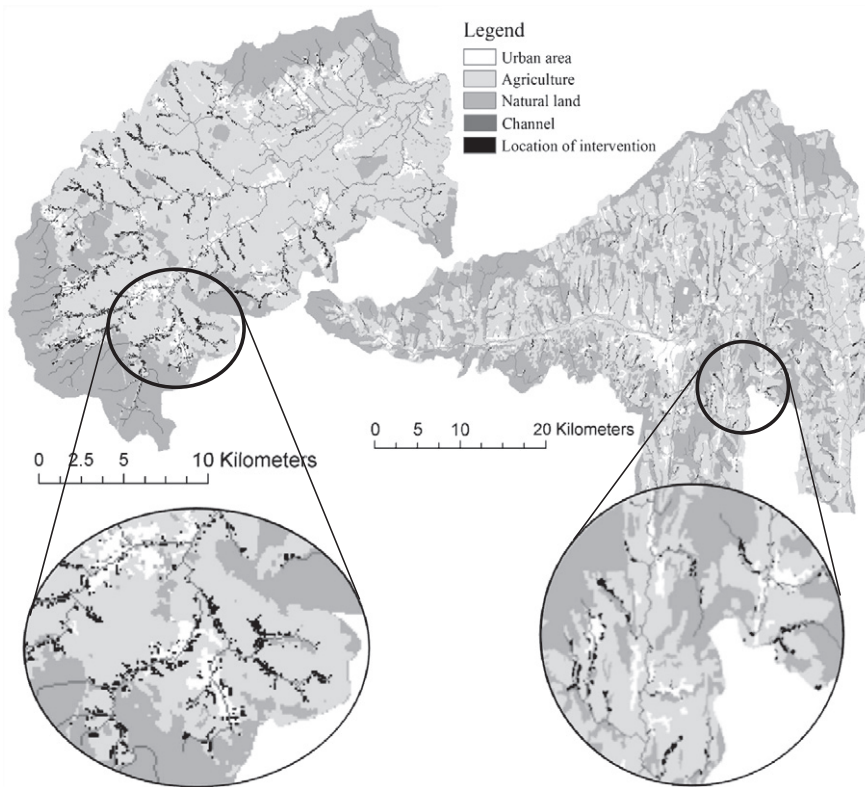 Legend
Urban area
Agriculture
Natural land
Channel
Location of intervention
0 5 10 20 Kilometers
0 2.5 5 10 Kilometers